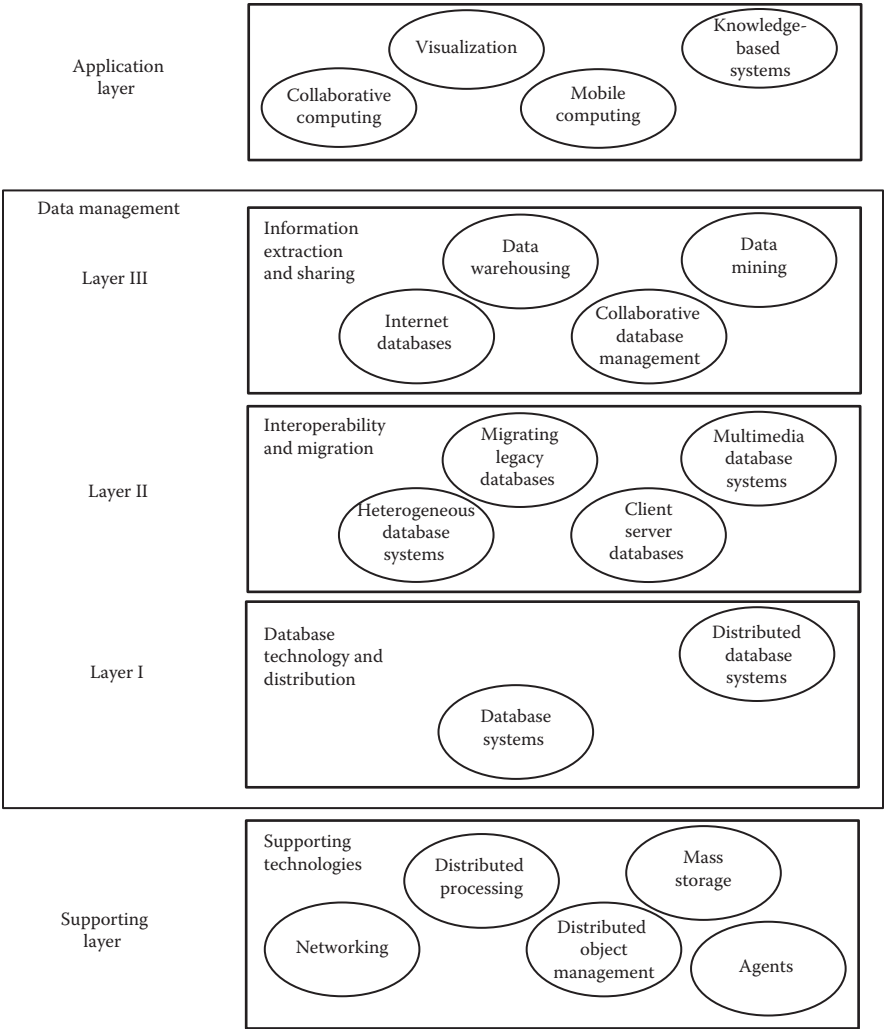 Application
layer
Visualization
Knowledge-
based
systems
Collaborative
computing
Mobile
computing
Data management
Layer III
Information
extraction
and sharing
Data
warehousing
Data
mining
Internet
databases
Collaborative
database
management
Layer II
Interoperability
and migration
Migrating
legacy
databases
Multimedia
database
systems
Heterogeneous
database
systems
Client
server
databases
Layer I
Database
technology and
distribution
Distributed
database
systems
Database
systems
Supporting
layer
Supporting
technologies
Distributed
processing
Mass
storage
Networking
Distributed
object
management
Agents